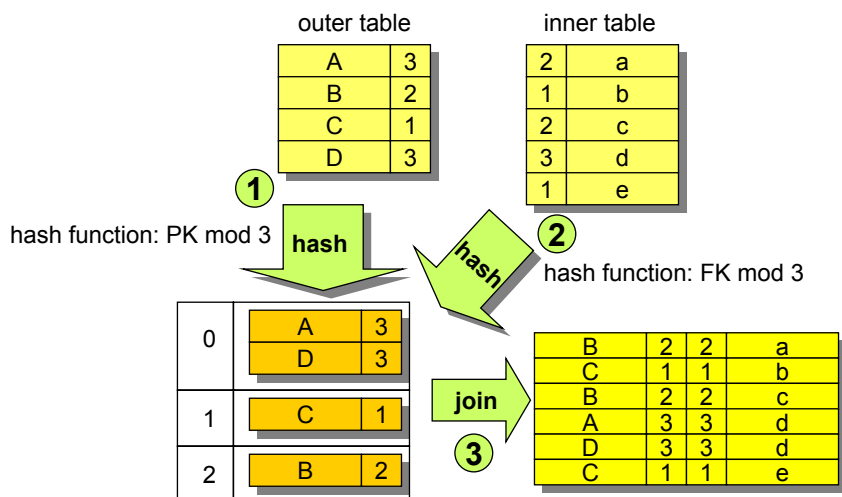 outer table
A 3
B 2
C 1
D 3
inner table
2 a
1 b
2 c
3 d
1 e
1
hash function: PK mod 3
hash
2
hash
hash function: FK mod 3
0
A 3
D 3
1
C 1
2
B 2
join
3
B 2 2 a
C 1 1 b
B 2 2 c
A 3 3 d
D 3 3 d
C 1 1 e